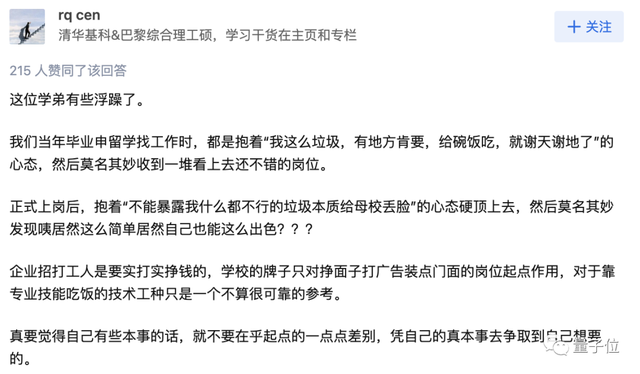 rq cen
清华基科&巴黎综合理工硕，学习干货在主页和专栏
＋关注
215 人赞同了该回答
这位学弟有些浮躁了。
我们当年毕业申留学找工作时，都是抱着“我这么垃圾，有地方肯要，给碗饭吃，就谢天谢地了”的
心态，然后莫名其妙收到一堆看上去还不错的岗位。
正式上岗后，抱着“不能暴露我什么都不行的垃圾本质给母校丢脸”的心态硬顶上去，然后莫名其妙
发现咦居然这么简单居然自己也能这么出色？？？
企业招打工人是要实打实挣钱的，学校的牌子只对挣面子打广告装点门面的岗位起点作用，对于靠
专业技能吃饭的技术工种只是一个不算很可靠的参考。
真要觉得自己有些本事的话，就不要在乎起点的一点点差别，凭自己的真本事去争取到自己想要
的。
量子位